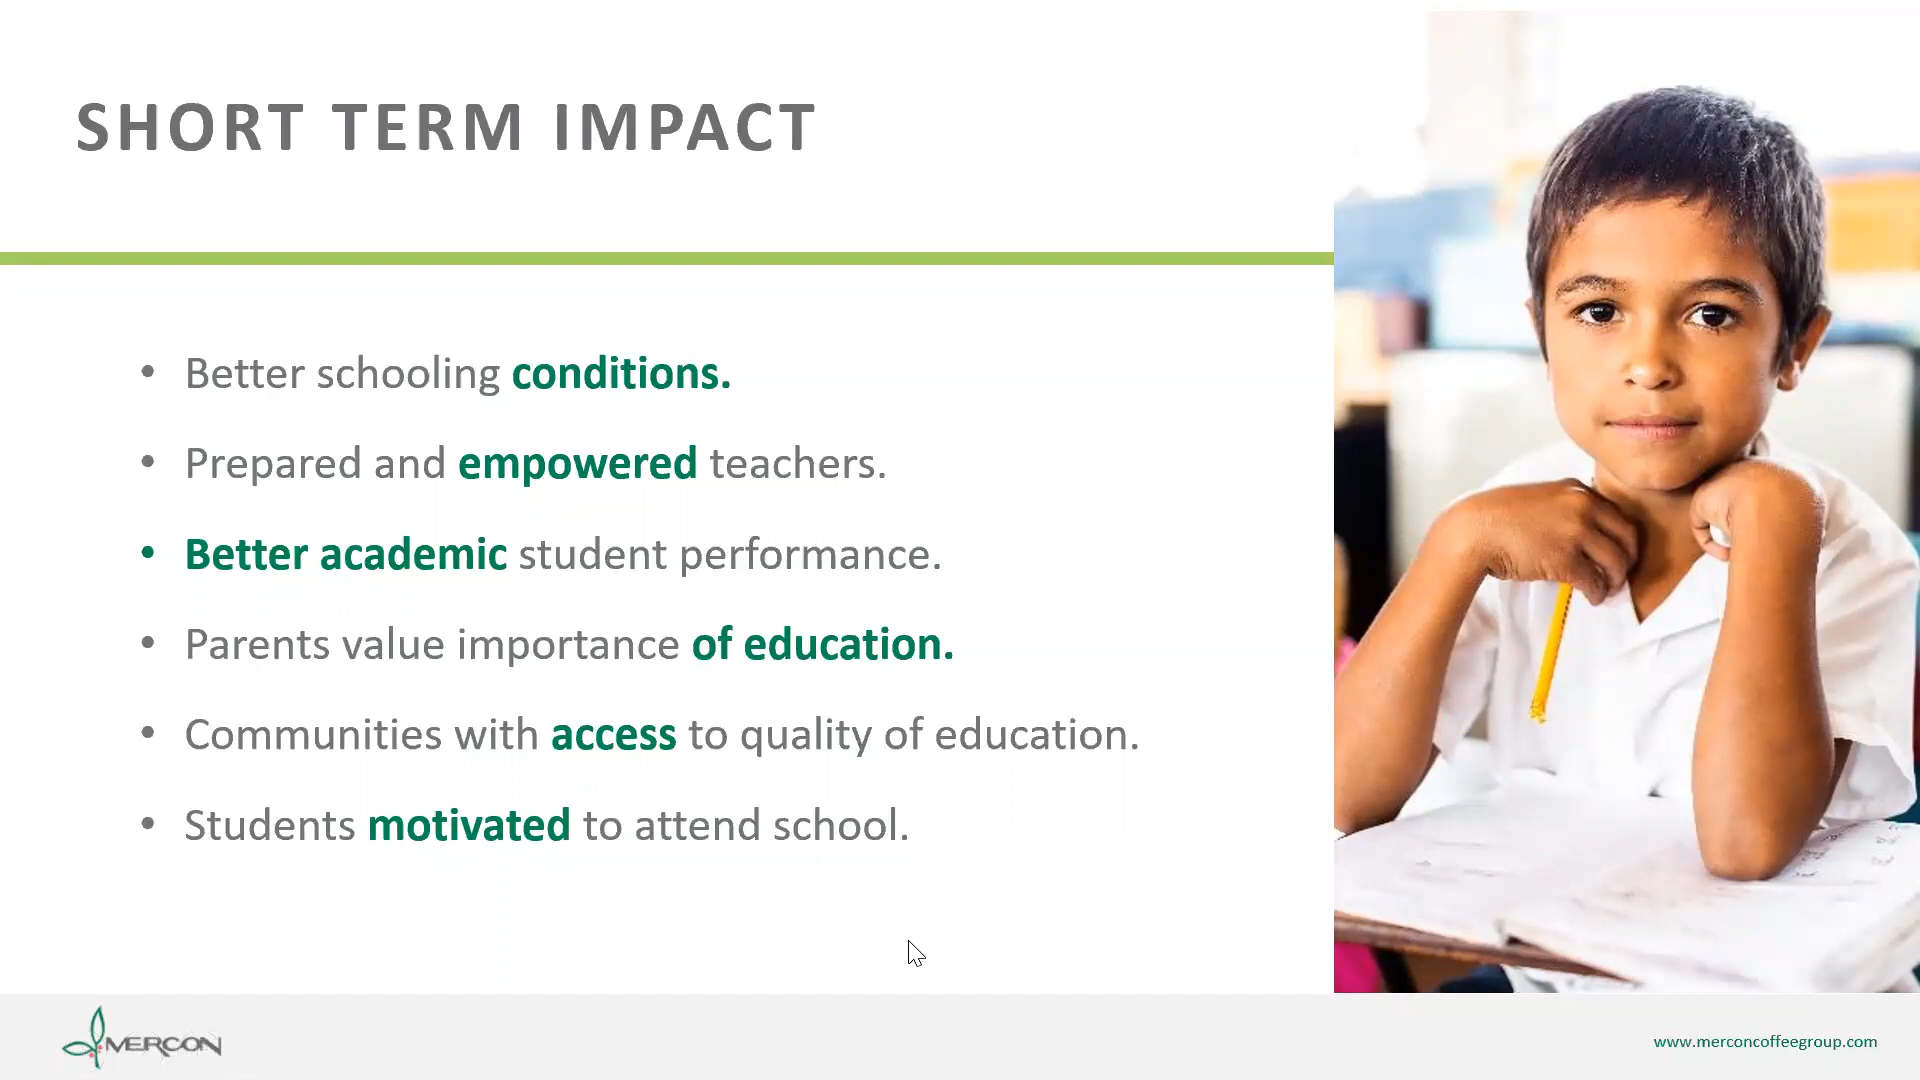 SHORT TERM IMPACT
• Better schooling conditions.
• Prepared and empowered teachers.
• Better academic student performance.
• Parents value importance of education.
• Communities with access to quality of education.
• Students motivated to attend school.
MERCON
www.merconcoffeegroup.com